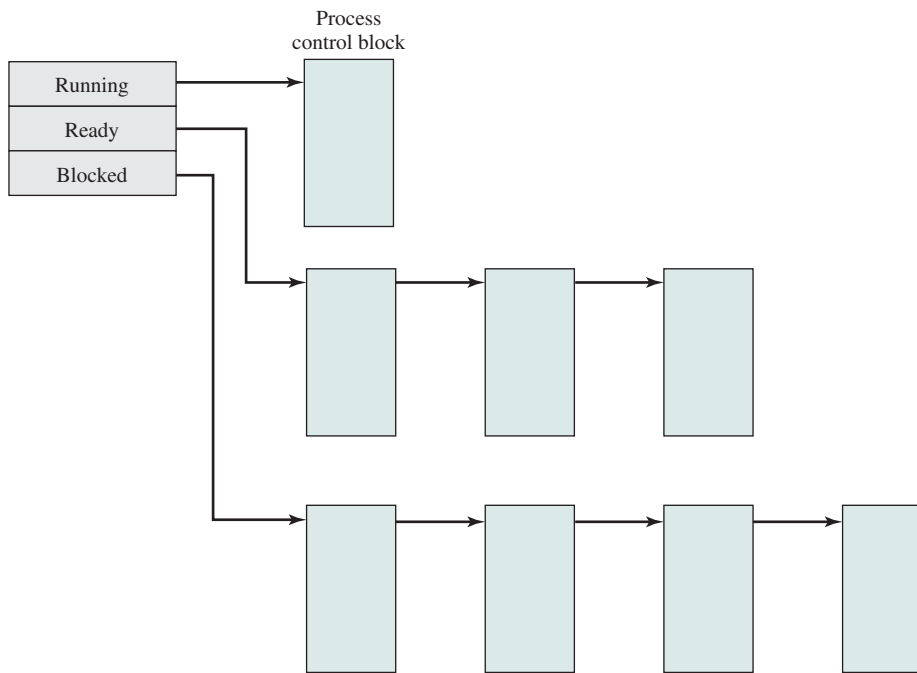 Process
control block
Running
Ready
Blocked